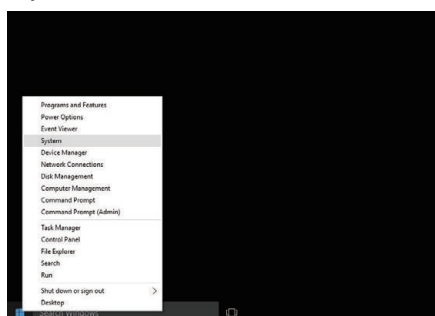 Programs and Features
Power Options
Event Viewer
System
Device Manager
Network Connections
Disk Management
Computer Management
Command Prompt
Command Prompt (Admin)
Task Manager
Control Panel
File Explorer
Search
Run
Shut down or sign out
Desktop
Search Windows